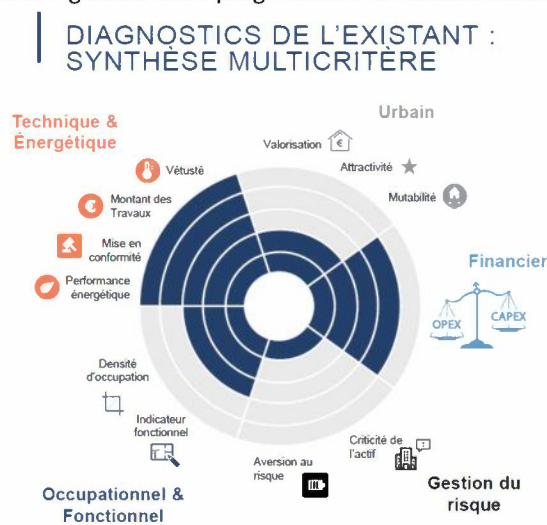 DIAGNOSTICS DE L'EXISTANT :
SYNTHÈSE MULTICRITÈRE
Urbain
Technique &
Énergétique
Valorisation
€
Attractivité
Vétusté
Mutabilité
€
Montant des
Travaux
Mise en
conformité
Financier
Performance
énergétique
OPEX
CAPEX
Densité
d'occupation
Indicateur
fonctionnel
Criticité de
l'actif
Aversion au
risque
Gestion du
risque
Occupationnel &
Fonctionnel